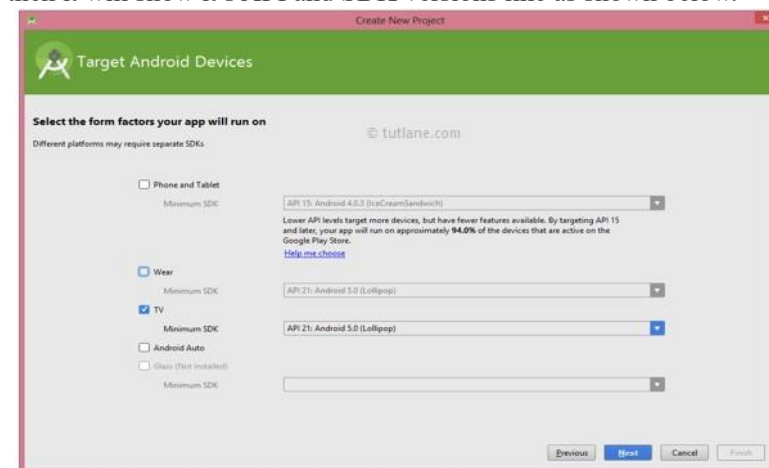 Create New Project
Target Android Devices
Select the form factors your app will run on
© tutlane.com
Different platforms may require separate SDKs
Phone and Tablet
Minimum SDK
API 15: Android 4.0.3 (IceCreamSandwich)
Lower API levels target more devices, but have fewer features available. By targeting API 15
and later, your app will run on approximately 94.0% of the devices that are active on the
Google Play Store.
Help me choose
Wear
Minimum SDK
API 21: Android 5.0 (Lollipop)
TV
Minimum SDK
API 21: Android 5.0 (Lollipop)
Android Auto
Glass (Not Installed)
Minimum SDK
Previous
Next
Cancel
Finish